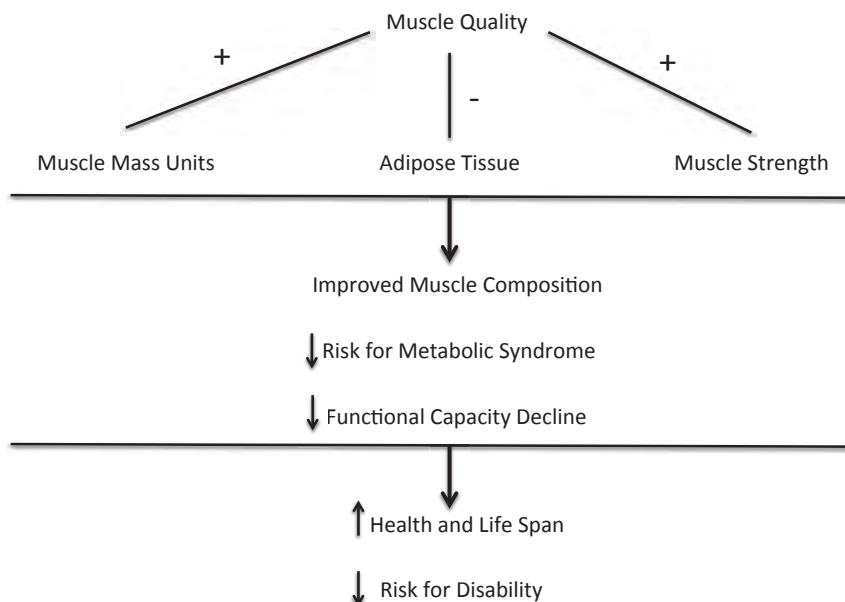 Muscle Quality
+
+
-
Muscle Mass Units
Adipose Tissue
Muscle Strength
Improved Muscle Composition
↓ Risk for Metabolic Syndrome
↓ Functional Capacity Decline
↑ Health and Life Span
↓ Risk for Disability